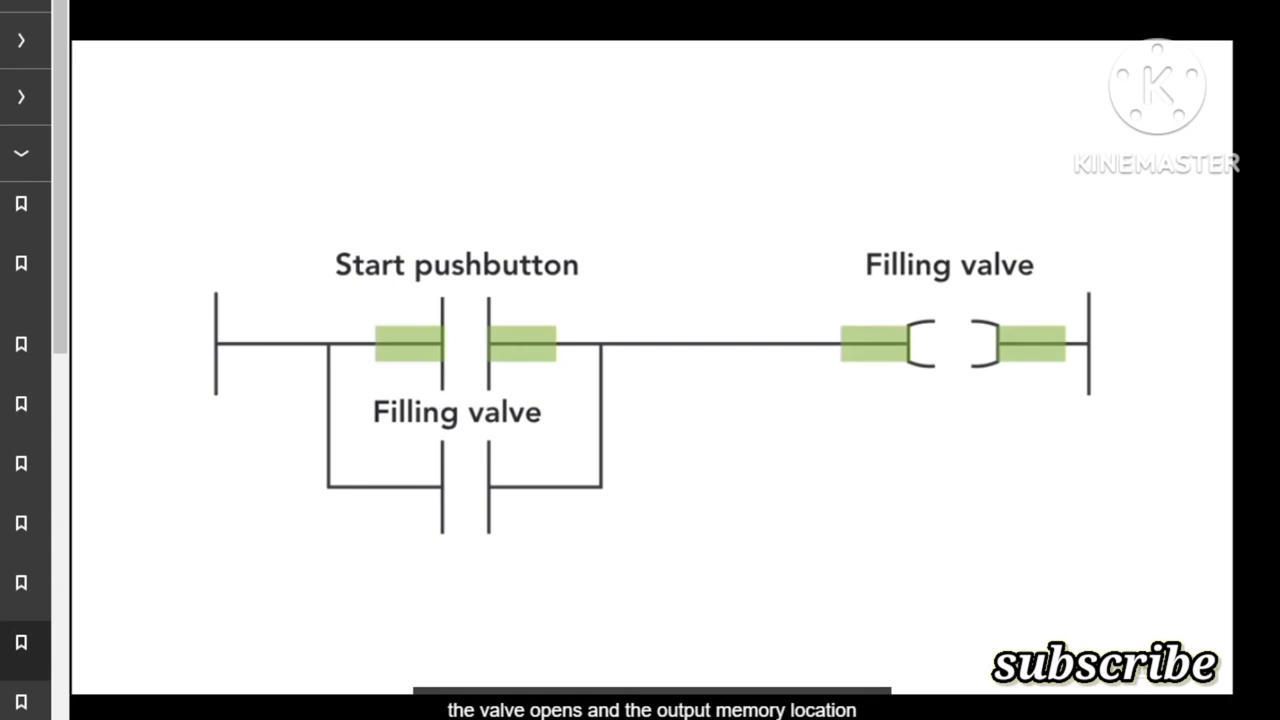 KINEMASTER
Start pushbutton
Filling valve
Filling valve
subscribe
the valve opens and the output memory location